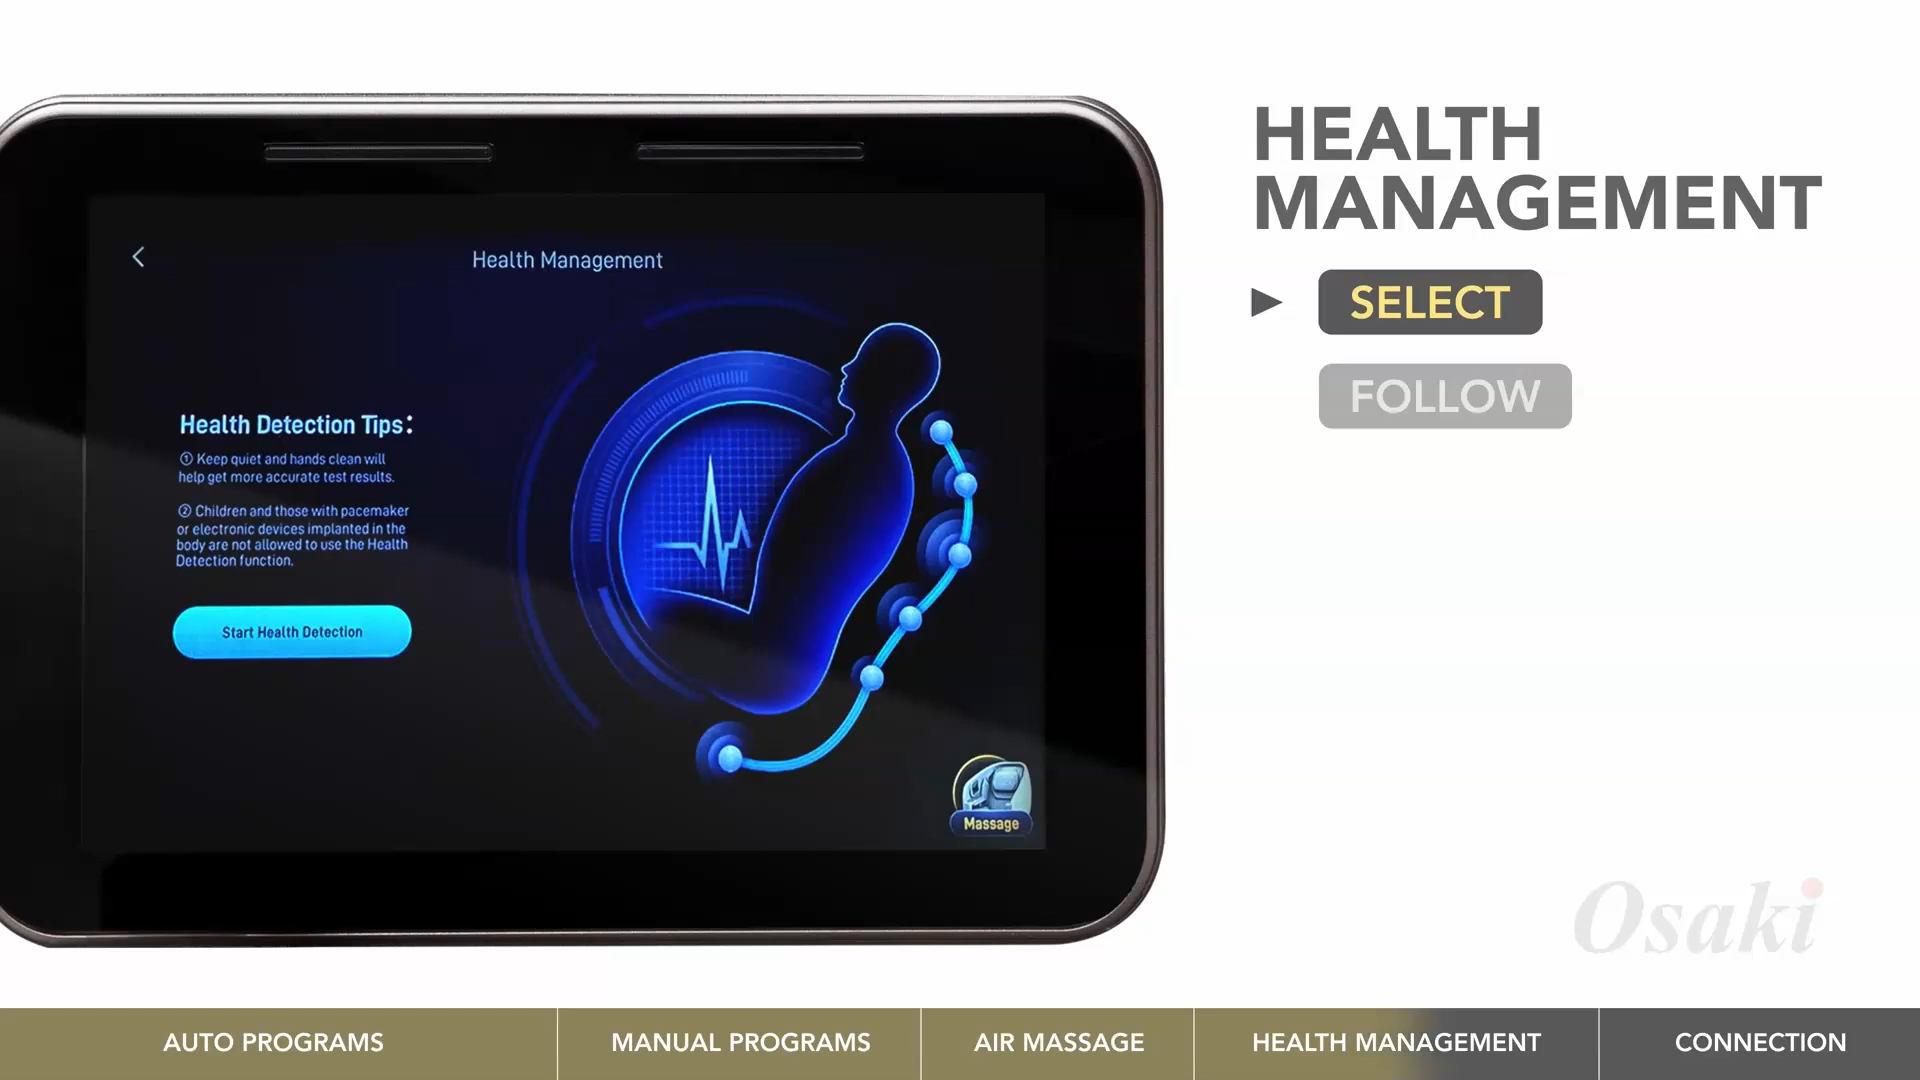 HEALTH
MANAGEMENT
SELECT
FOLLOW
Health Management
Health Detection Tips:
① Keep quiet and hands clean will
help get more accurate test results.
② Children and those with pacemaker
or electronic devices implanted in the
body are not allowed to use the Health
Detection function.
Start Health Detection
Massage
Osaki
AUTO PROGRAMS
MANUAL PROGRAMS
AIR MASSAGE
HEALTH MANAGEMENT
CONNECTION